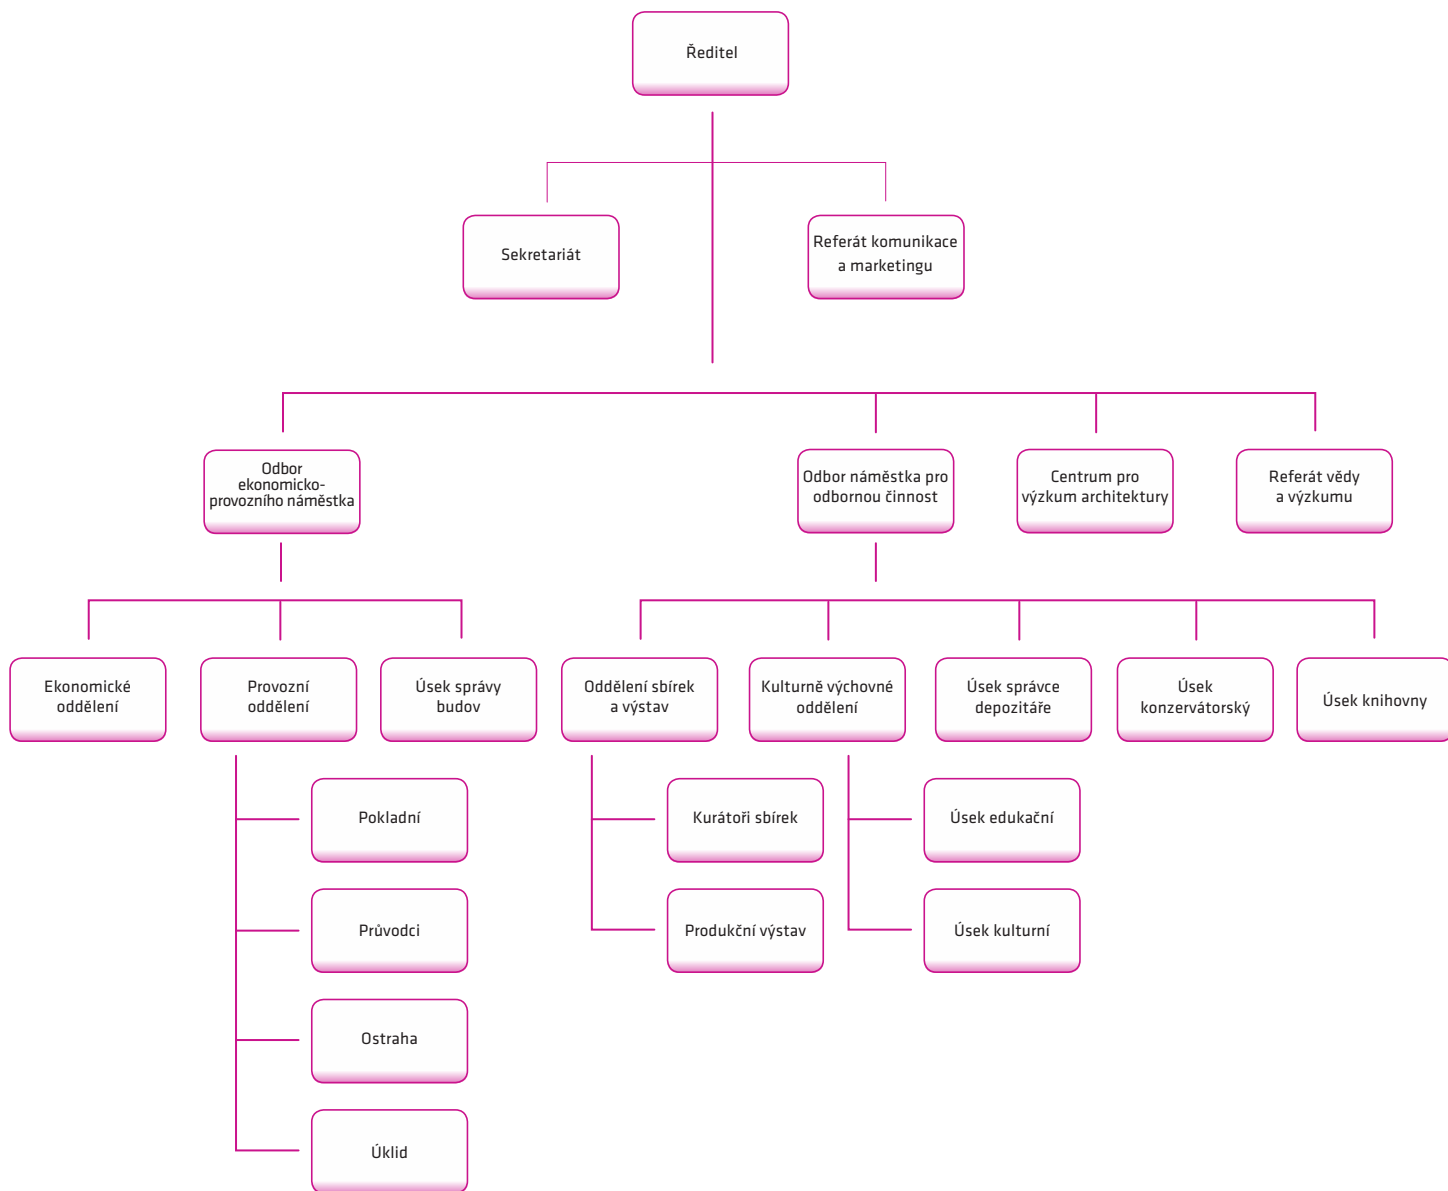 Ředitel
Sekretariát
Referát komunikace
a marketingu
Odbor
ekonomicko-
provozního náměstka
Odbor náměstka pro
odbornou činnost
Centrum pro
výzkum architektury
Referát vědy
a výzkumu
Ekonomické
oddělení
Provozní
oddělení
Úsek správy
budov
Oddělení sbírek
a výstav
Kulturně výchovné
oddělení
Úsek správce
depozitáře
Úsek
konzervátorský
Úsek knihovny
Pokladní
Kurátoři sbírek
Úsek edukační
Průvodci
Produkční výstav
Úsek kulturní
Ostraha
Úklid